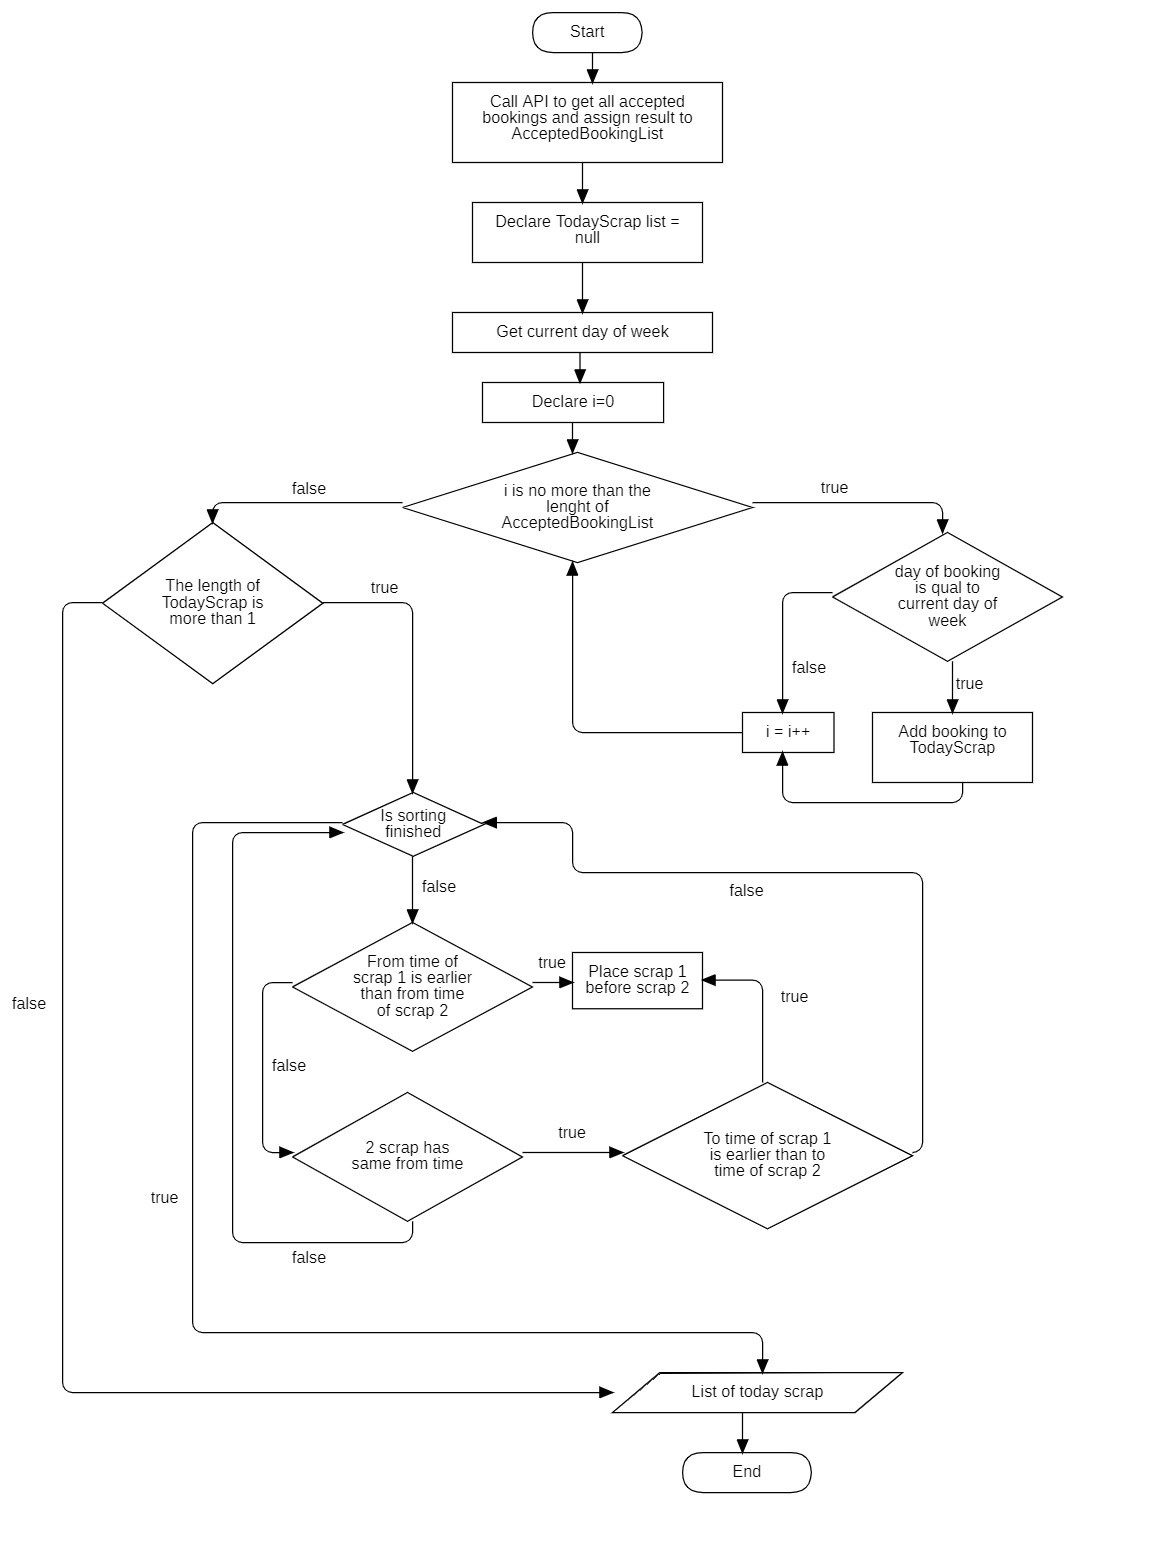 Start
Call API to get all accepted
bookings and assign result to
AcceptedBookingList
Declare TodayScrap list =
null
Get current day of week
Declare i=0
i is no more than the
lenght of
AcceptedBookingList
false
true
The length of
TodayScrap is
more than 1
true
day of booking
is qual to
current day of
week
false
true
i = i++
Add booking to
TodayScrap
Is sorting
finished
false
false
From time of
scrap 1 is earlier
than from time
of scrap 2
true
Place scrap 1
before scrap 2
true
false
false
2 scrap has
same from time
true
To time of scrap 1
is earlier than to
time of scrap 2
true
false
List of today scrap
End